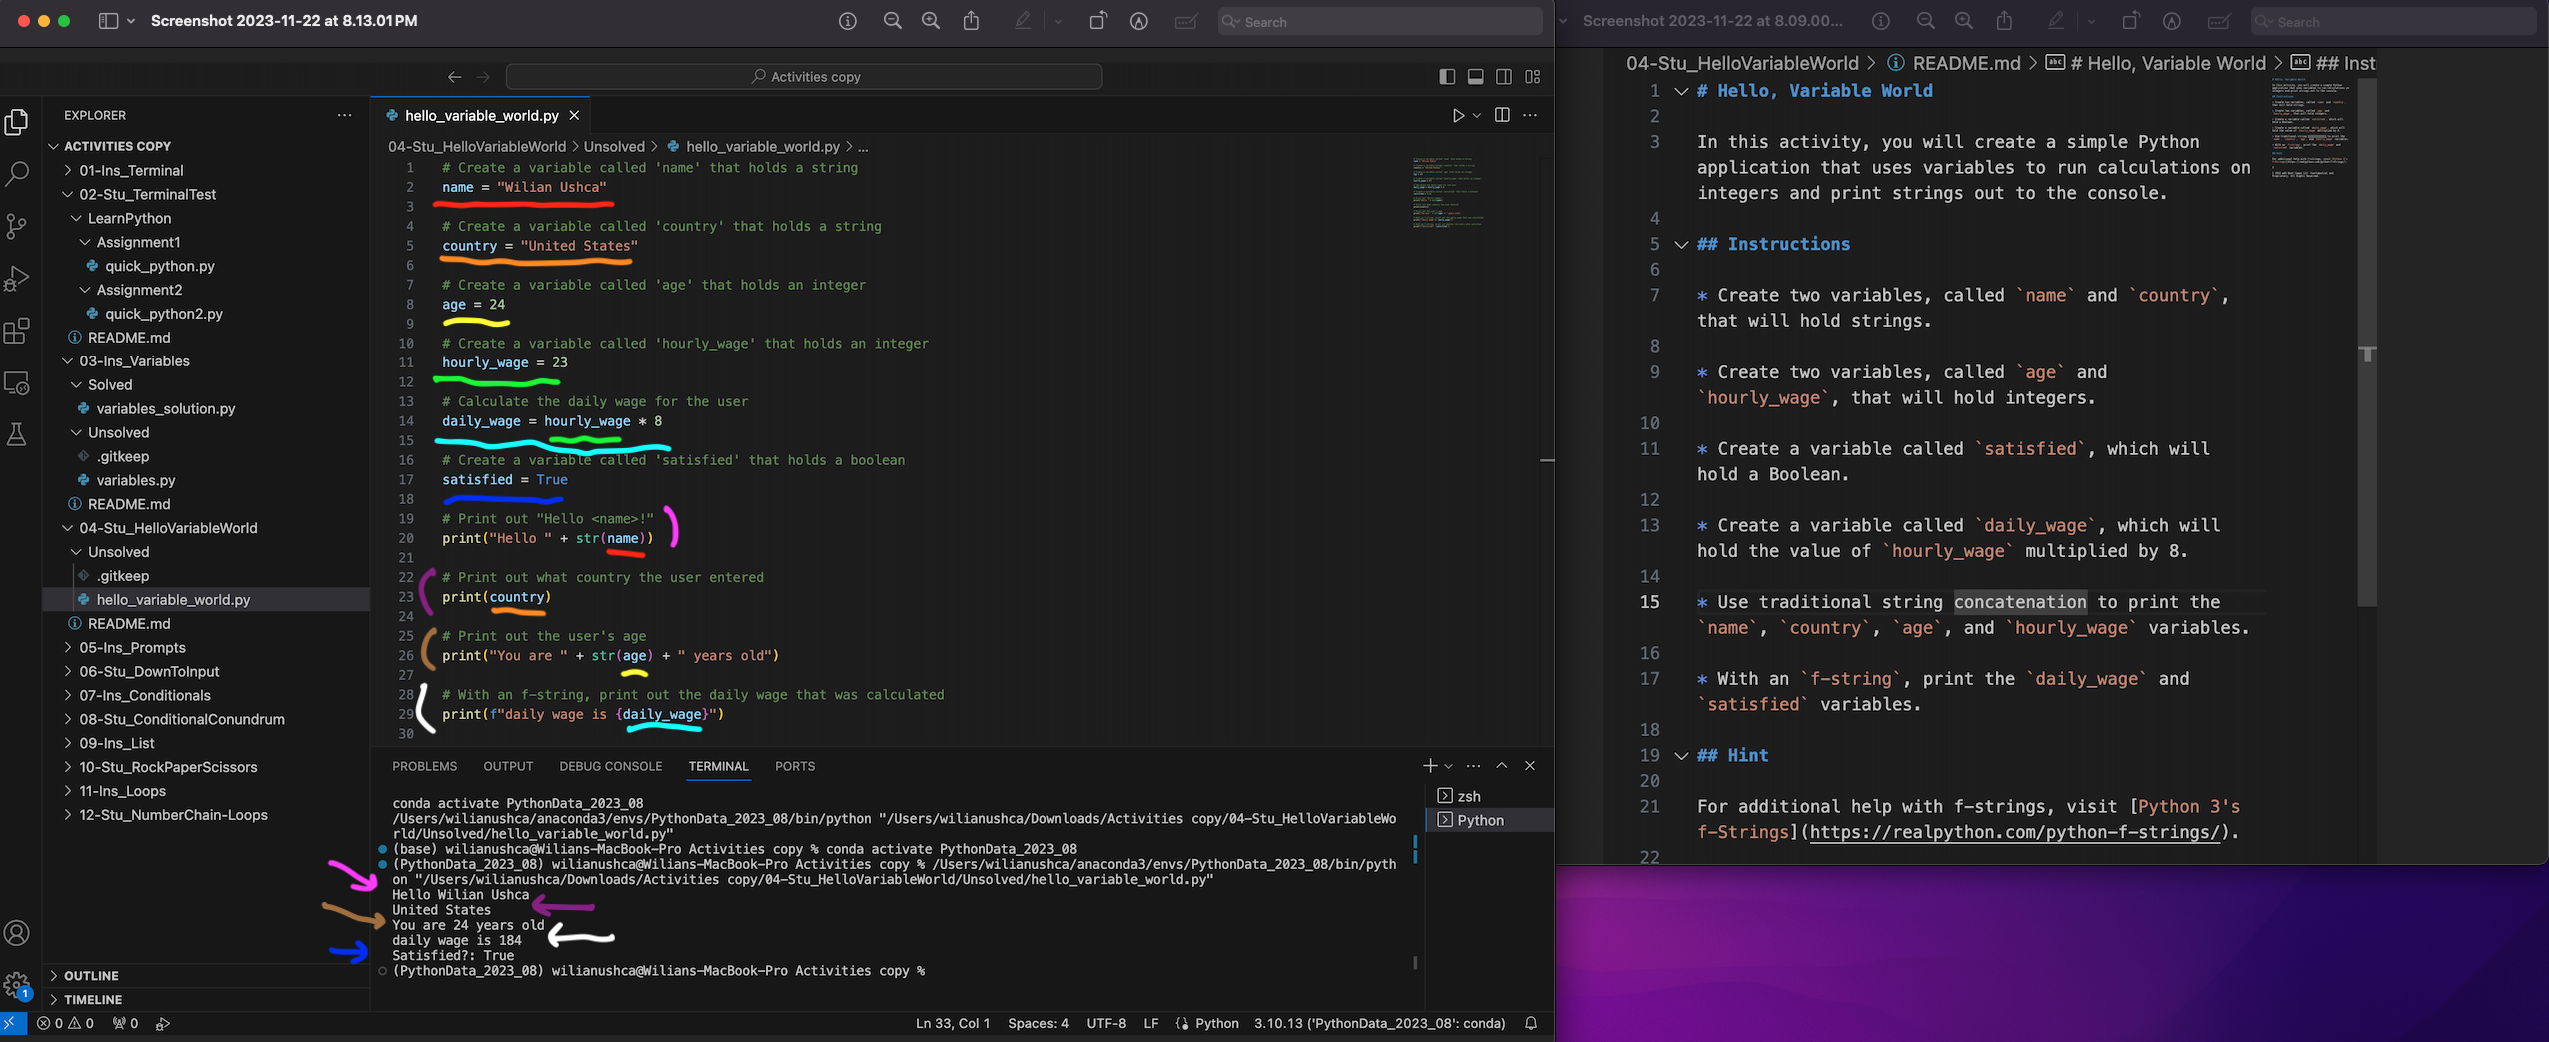 Screenshot 2023-11-22 at 8.13.01 PM
Search
Activities copy
EXPLORER
ACTIVITIES COPY
01-Ins_Terminal
02-Stu_TerminalTest
LearnPython
Assignment1
quick_python.py
Assignment2
quick_python2.py
README.md
03-Ins_Variables
Solved
variables_solution.py
Unsolved
.gitkeep
variables.py
README.md
04-Stu_HelloVariableWorld
Unsolved
.gitkeep
hello_variable_world.py
README.md
05-Ins_Prompts
06-Stu_DownToInput
07-Ins_Conditionals
08-Stu_ConditionalConundrum
09-Ins_List
10-Stu_RockPaperScissors
11-Ins_Loops
12-Stu_NumberChain-Loops
OUTLINE
TIMELINE
hello_variable_world.py
04-Stu_HelloVariableWorld > Unsolved > hello_variable_world.py > ...
1 # Create a variable called 'name' that holds a string
2 name = "Wilian Ushca"
3
4 # Create a variable called 'country' that holds a string
5 country = "United States"
6
7 # Create a variable called 'age' that holds an integer
8 age = 24
9
10 # Create a variable called 'hourly_wage' that holds an integer
11 hourly_wage = 23
12
13 # Calculate the daily wage for the user
14 daily_wage = hourly_wage * 8
15
16 # Create a variable called 'satisfied' that holds a boolean
17 satisfied = True
18
19 # Print out "Hello <name>!"
20 print("Hello " + str(name))
21
22 # Print out what country the user entered
23 print(country)
24
25 # Print out the user's age
26 print("You are " + str(age) + " years old")
27
28 # With an f-string, print out the daily wage that was calculated
29 print(f"daily wage is {daily_wage}")
30
PROBLEMS OUTPUT DEBUG CONSOLE TERMINAL PORTS
zsh
Python
conda activate PythonData_2023_08
/Users/wilianushca/anaconda3/envs/PythonData_2023_08/bin/python "/Users/wilianushca/Downloads/Activities copy/04-Stu_HelloVariableWo
rld/Unsolved/hello_variable_world.py"
(base) wilianushca@Wilians-MacBook-Pro Activities copy % conda activate PythonData_2023_08
(PythonData_2023_08) wilianushca@Wilians-MacBook-Pro Activities copy % /Users/wilianushca/anaconda3/envs/PythonData_2023_08/bin/pyth
on "/Users/wilianushca/Downloads/Activities copy/04-Stu_HelloVariableWorld/Unsolved/hello_variable_world.py"
Hello Wilian Ushca
United States
You are 24 years old
daily wage is 184
Satisfied?: True
(PythonData_2023_08) wilianushca@Wilians-MacBook-Pro Activities copy %
1
0 0 0 Ln 33, Col 1 Spaces: 4 UTF-8 LF Python 3.10.13 ('PythonData_2023_08': conda)
Screenshot 2023-11-22 at 8.09.00...
Search
04-Stu_HelloVariableWorld > README.md > # Hello, Variable World > ## Inst
1 # Hello, Variable World
2
3 In this activity, you will create a simple Python
application that uses variables to run calculations on
integers and print strings out to the console.
4
5 ## Instructions
6
7 * Create two variables, called `name` and `country`,
that will hold strings.
8
9 * Create two variables, called `age` and
`hourly_wage`, that will hold integers.
10
11 * Create a variable called `satisfied`, which will
hold a Boolean.
12
13 * Create a variable called `daily_wage`, which will
hold the value of `hourly_wage` multiplied by 8.
14
15 * Use traditional string concatenation to print the
`name`, `country`, `age`, and `hourly_wage` variables.
16
17 * With an `f-string`, print the `daily_wage` and
`satisfied` variables.
18
19 ## Hint
20
21 For additional help with f-strings, visit [Python 3's
f-Strings](https://realpython.com/python-f-strings/).
22